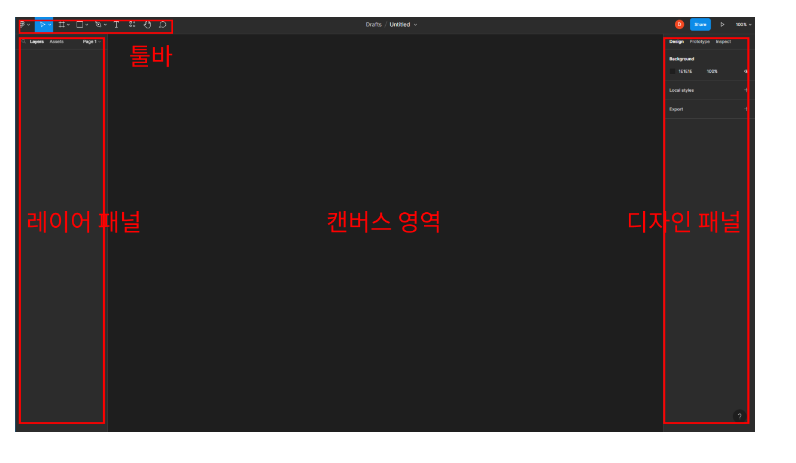 Drafts / Untitled
D Share 100%
Layers Assets Page 1
툴바
Design Prototype Inspect
Background
100%
Local styles
Export
레이어 패널
캔버스 영역
디자인 패널
?